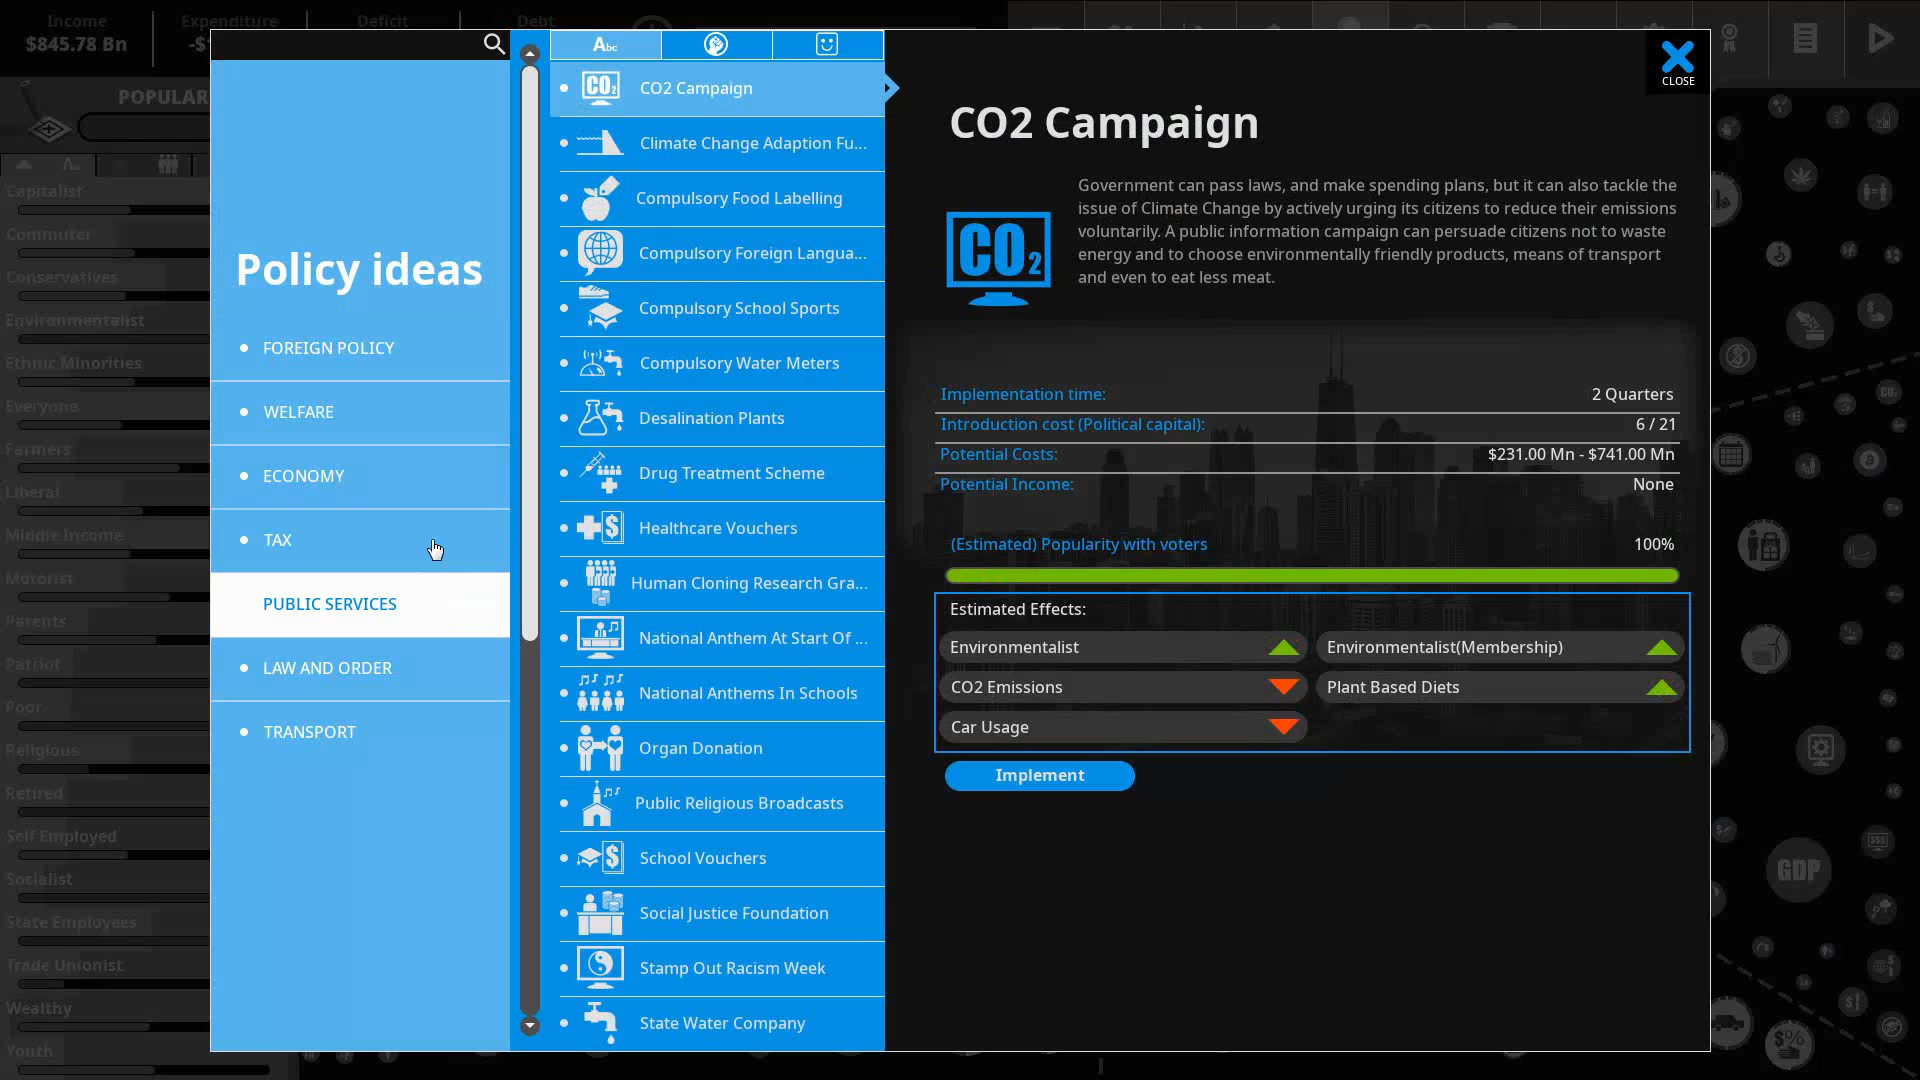 Income
Expenditure
Deficit
Debt
$845.78 Bn
-$1
POPULAR
Capitalist
Commuter
Conservatives
Environmentalist
Ethnic Minorities
Everyone
Farmers
Liberal
Middle Income
Motorist
Parents
Patriot
Poor
Religious
Retired
Self Employed
Socialist
State Employees
Trade Unionist
Wealthy
Youth
Policy ideas
FOREIGN POLICY
WELFARE
ECONOMY
TAX
PUBLIC SERVICES
LAW AND ORDER
TRANSPORT
Abc
CO2 Campaign
Climate Change Adaption Fu...
Compulsory Food Labelling
Compulsory Foreign Langua...
Compulsory School Sports
Compulsory Water Meters
Desalination Plants
Drug Treatment Scheme
Healthcare Vouchers
Human Cloning Research Gra...
National Anthem At Start Of ...
National Anthems In Schools
Organ Donation
Public Religious Broadcasts
School Vouchers
Social Justice Foundation
Stamp Out Racism Week
State Water Company
CLOSE
CO2 Campaign
CO2
Government can pass laws, and make spending plans, but it can also tackle the
issue of Climate Change by actively urging its citizens to reduce their emissions
voluntarily. A public information campaign can persuade citizens not to waste
energy and to choose environmentally friendly products, means of transport
and even to eat less meat.
Implementation time: 2 Quarters
Introduction cost (Political capital): 6 / 21
Potential Costs: $231.00 Mn - $741.00 Mn
Potential Income: None
(Estimated) Popularity with voters 100%
Estimated Effects:
Environmentalist
Environmentalist(Membership)
CO2 Emissions
Plant Based Diets
Car Usage
Implement
GDP